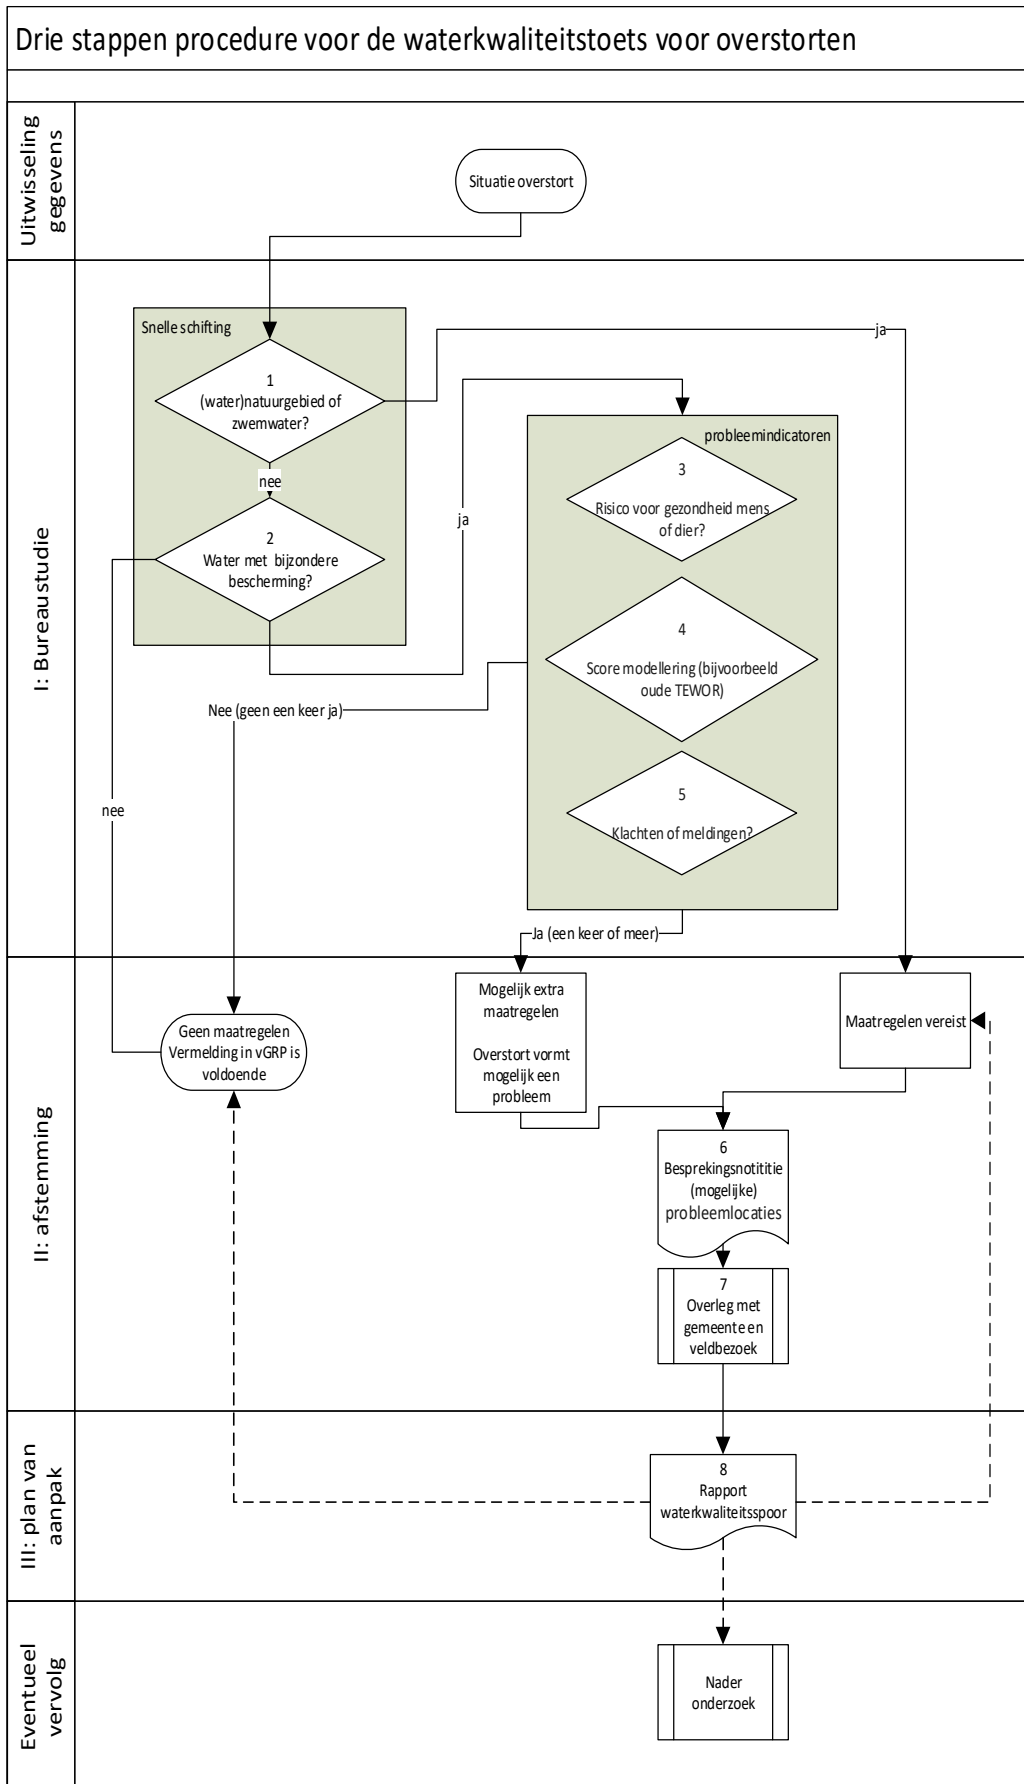 Drie stappen procedure voor de waterkwaliteitstoets voor overstorten
Uitwisseling
gegevens
Situatie overstort
I: Bureaustudie
Snelle schifting
1
(water)natuurgebied of
zwemwater?
ja
nee
2
Water met bijzondere
bescherming?
ja
nee
probleemindicatoren
3
Risico voor gezondheid mens
of dier?
4
Score modellering (bijvoorbeeld
oude TEWOR)
5
Klachten of meldingen?
Nee (geen een keer ja)
Ja (een keer of meer)
II: afstemming
Geen maatregelen
Vermelding in vGRP is
voldoende
Mogelijk extra
maatregelen
Overstort vormt
mogelijk een
probleem
Maatregelen vereist
6
Besprekingsnotititie
(mogelijke)
probleemlocaties
7
Overleg met
gemeente en
veldbezoek
III: plan van
aanpak
8
Rapport
waterkwaliteitsspoor
Eventueel
vervolg
Nader
onderzoek